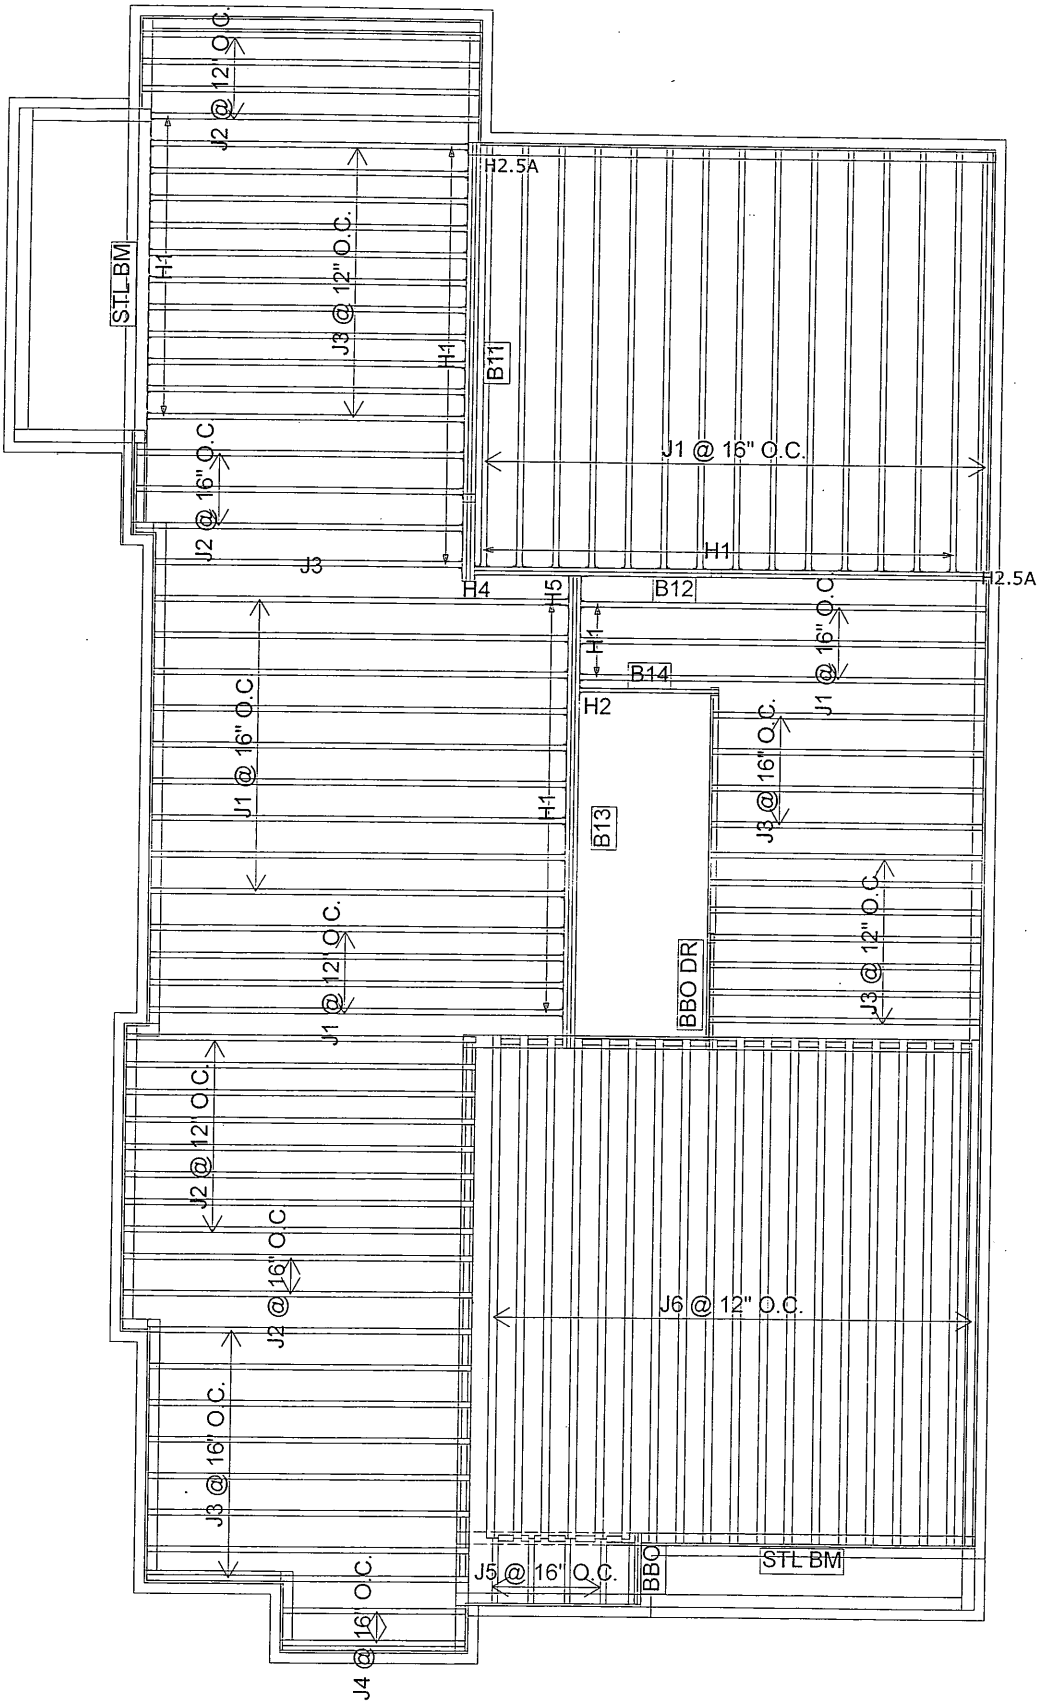 J2 @ 12" O.C.
H2.5A
STL BM
H1
J3 @ 12" O.C.
H1
B11
J2 @ 16" O.C
J1 @ 16" O.C.
H1
J3
H4
H5
B12
H2.5A
H1
J1 @ 16" O.C
B14
H2
J1 @ 16" O.C
J3 @ 16" O.C.
H1
B13
J1 @ 12" O.C.
J3 @ 12" O.C.
BBO DR
J2 @ 12" O.C.
J2 @ 16" O.C
J6 @ 12" O.C.
J3 @ 16" O.C.
J5 @ 16" O.C.
BBO
STL BM
J4 @ 16" O.C.